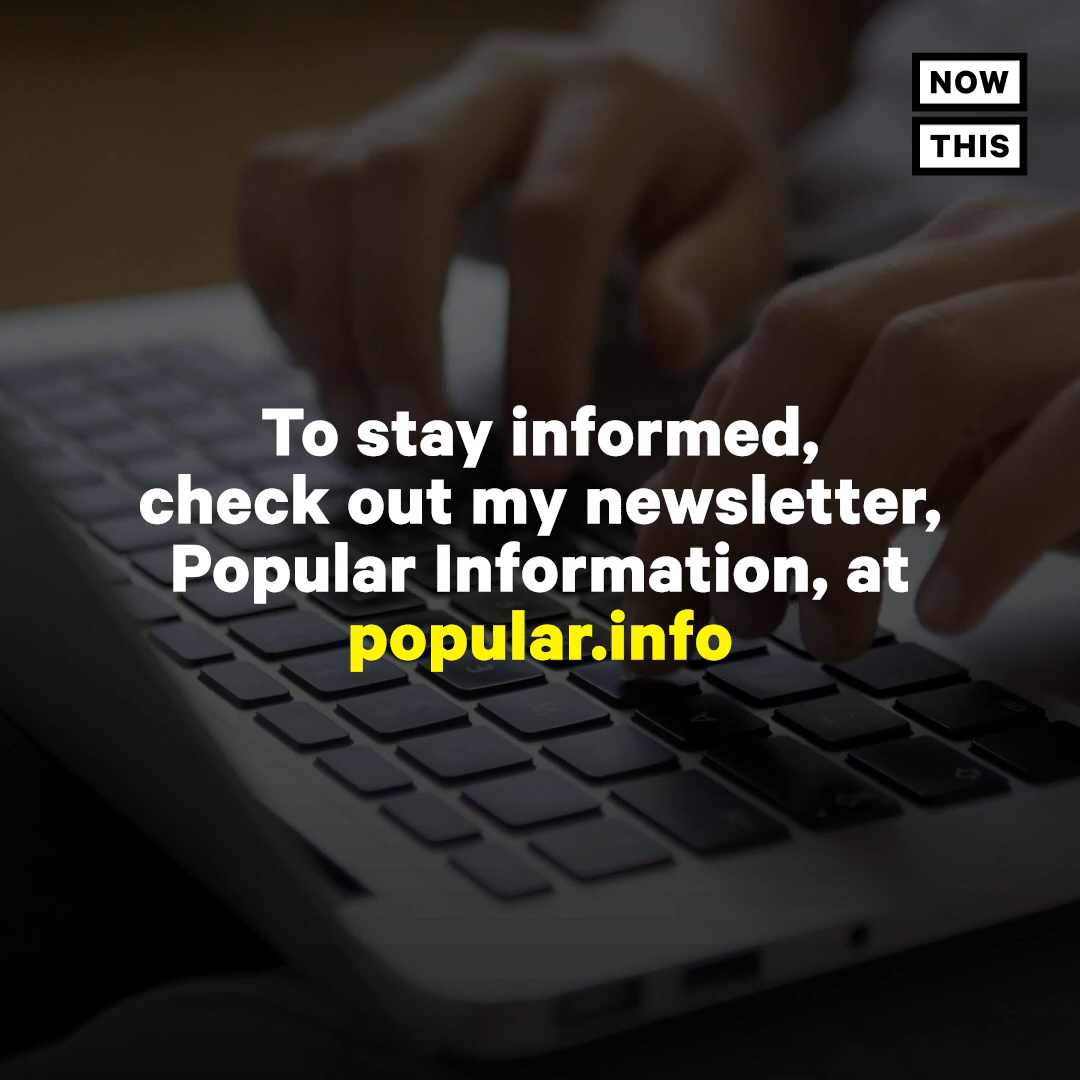 NOW
THIS
To stay informed,
check out my newsletter,
Popular Information, at
popular.info